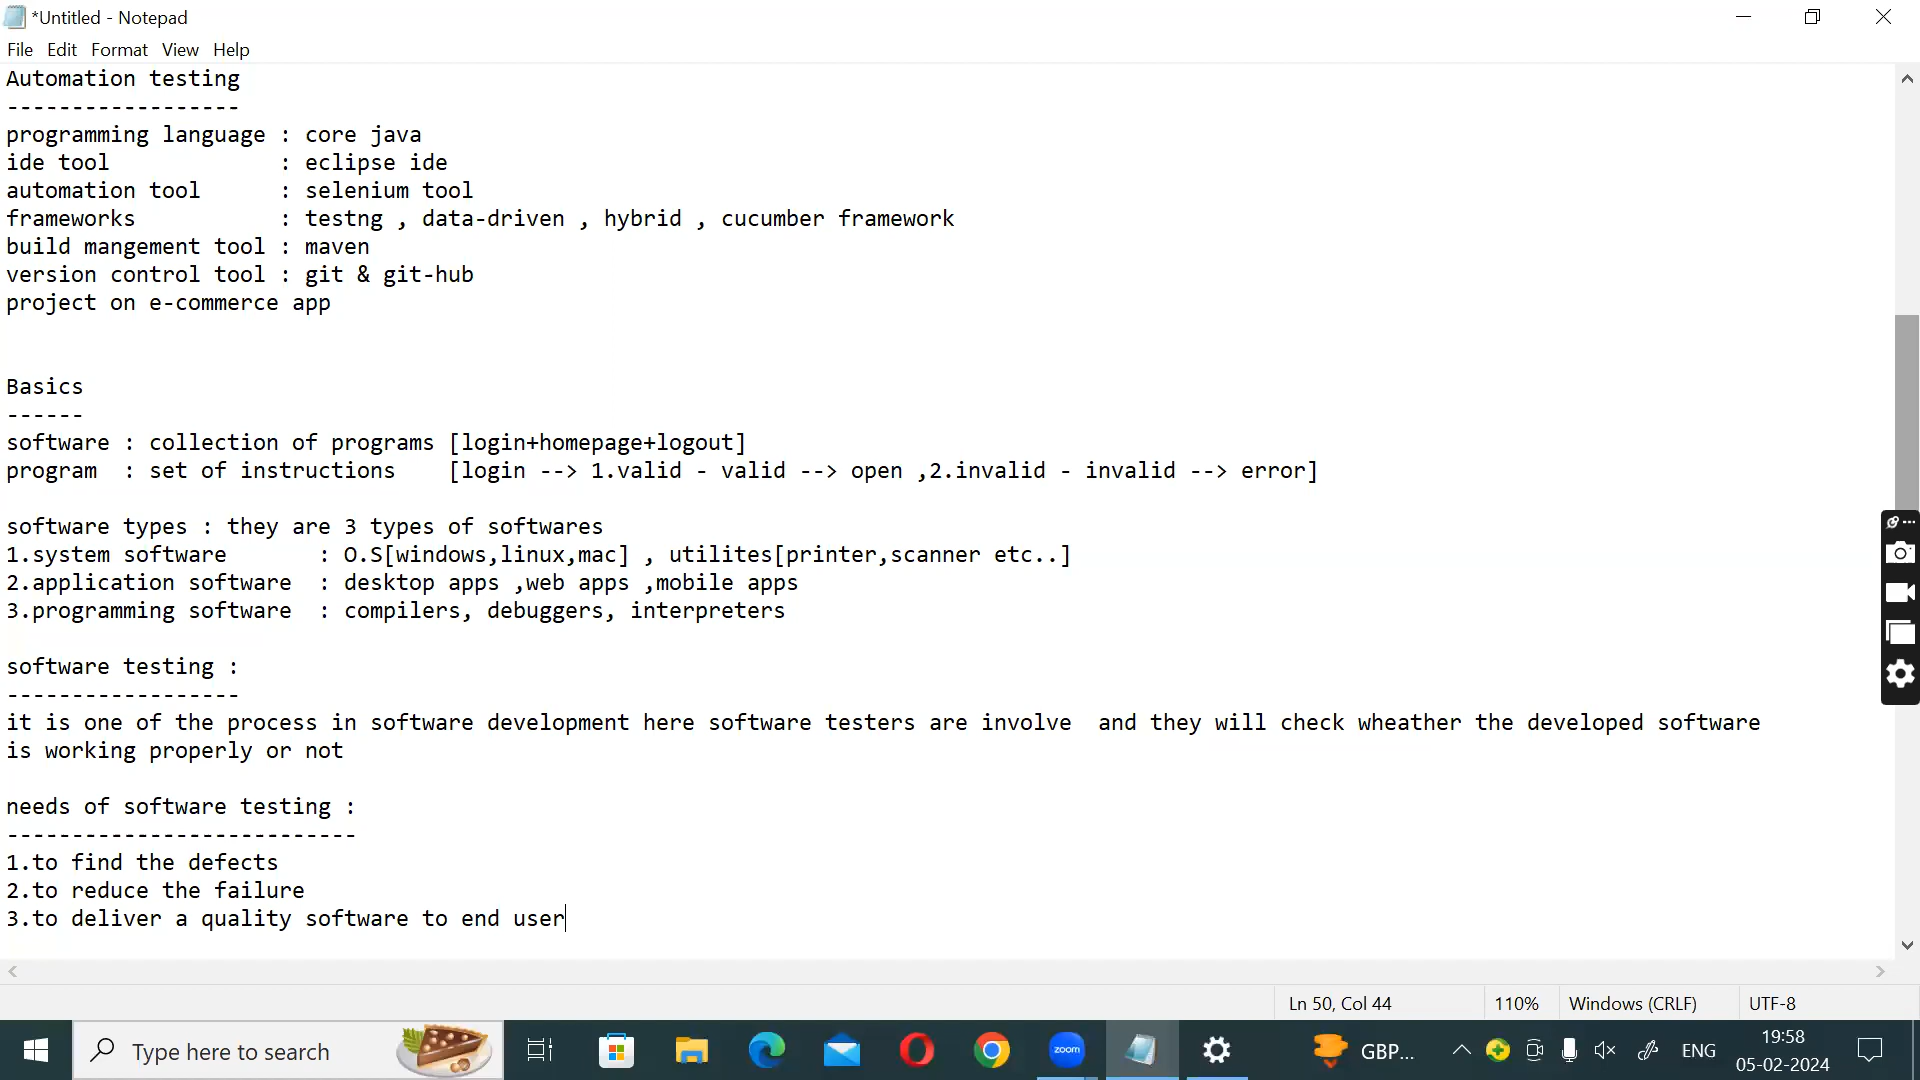 *Untitled - Notepad
File Edit Format View Help
Automation testing
------------------
programming language : core java
ide tool             : eclipse ide
automation tool      : selenium tool
frameworks           : testng , data-driven , hybrid , cucumber framework
build mangement tool : maven
version control tool : git & git-hub
project on e-commerce app
Basics
------
software : collection of programs [login+homepage+logout]
program  : set of instructions    [login --> 1.valid - valid --> open ,2.invalid - invalid --> error]
software types : they are 3 types of softwares
1.system software       : O.S[windows,linux,mac] , utilites[printer,scanner etc..]
2.application software  : desktop apps ,web apps ,mobile apps
3.programming software  : compilers, debuggers, interpreters
software testing :
------------------
it is one of the process in software development here software testers are involve  and they will check wheather the developed software
is working properly or not
needs of software testing :
---------------------------
1.to find the defects
2.to reduce the failure
3.to deliver a quality software to end user
Ln 50, Col 44 110% Windows (CRLF) UTF-8
Type here to search zoom GBP... ENG 19:58
05-02-2024